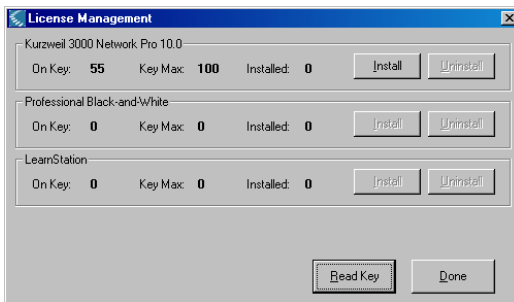 License Management
Kurzweil 3000 Network Pro 10.0
On Key: 55 Key Max: 100 Installed: 0 Install Uninstall
Professional Black-and-White
On Key: 0 Key Max: 0 Installed: 0 Install Uninstall
LearnStation
On Key: 0 Key Max: 0 Installed: 0 Install Uninstall
Read Key Done